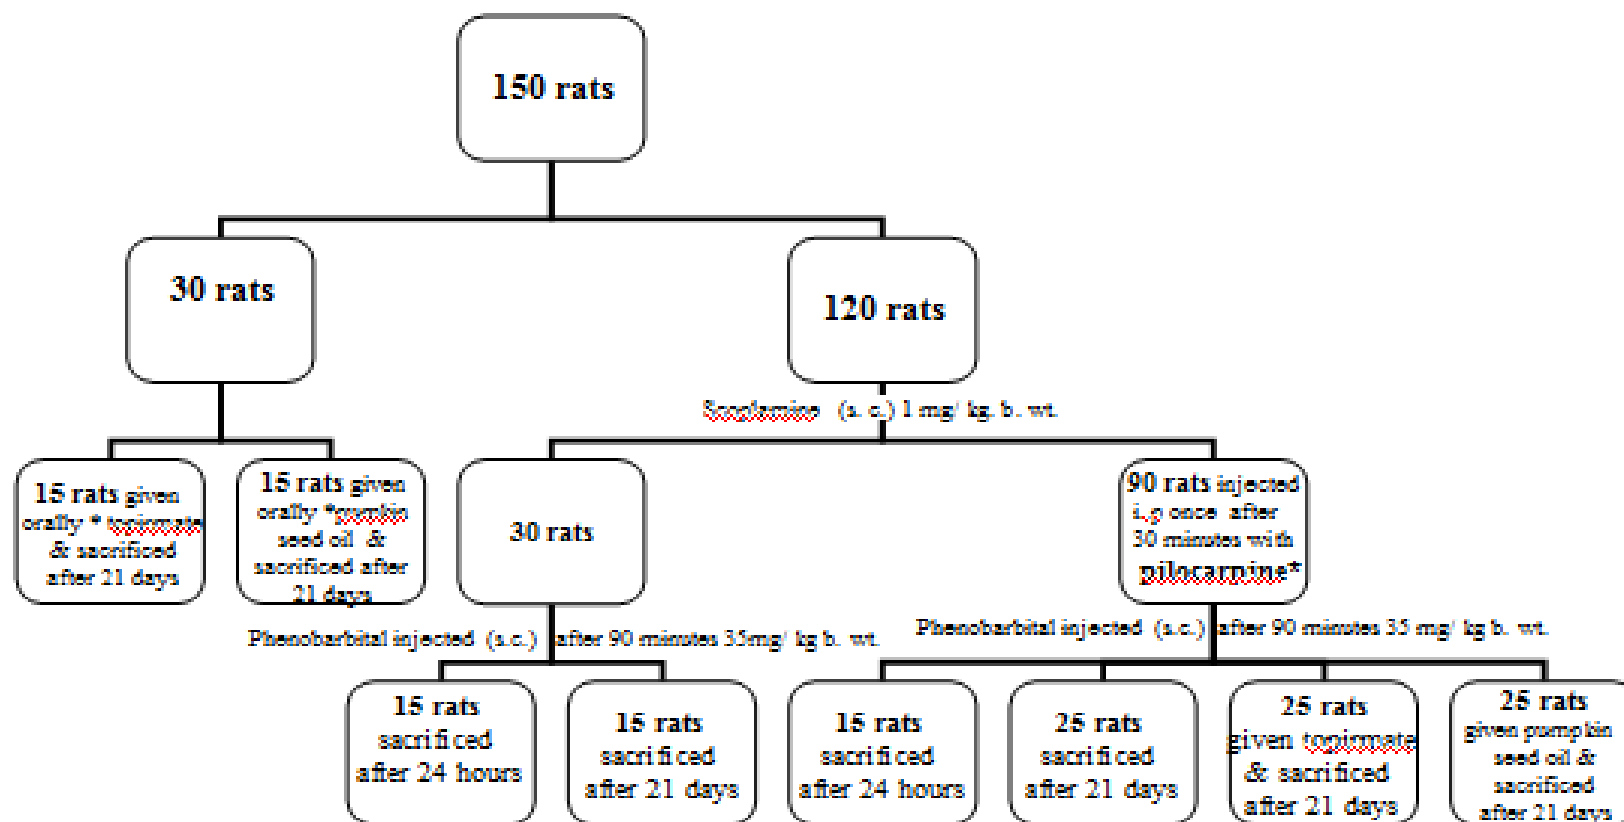 150 rats
30 rats
120 rats
Scoplamine (s. c.) 1 mg/ kg. b. wt.
15 rats given
orally * topirmate
& sacrificed
after 21 days
15 rats given
orally *pumkin
seed oil &
sacrificed after
21 days
30 rats
90 rats injected
i.p once after
30 minutes with
pilocarpine*
Phenobarbital injected (s.c.) after 90 minutes 35mg/ kg b. wt.
Phenobarbital injected (s.c.) after 90 minutes 35 mg/ kg b. wt.
15 rats
sacrificed
after 24 hours
15 rats
sacrificed
after 21 days
15 rats
sacrificed
after 24 hours
25 rats
sacrificed
after 21 days
25 rats
given topirmate
& sacrificed
after 21 days
25 rats
given pumpkin
seed oil &
sacrificed
after 21 days